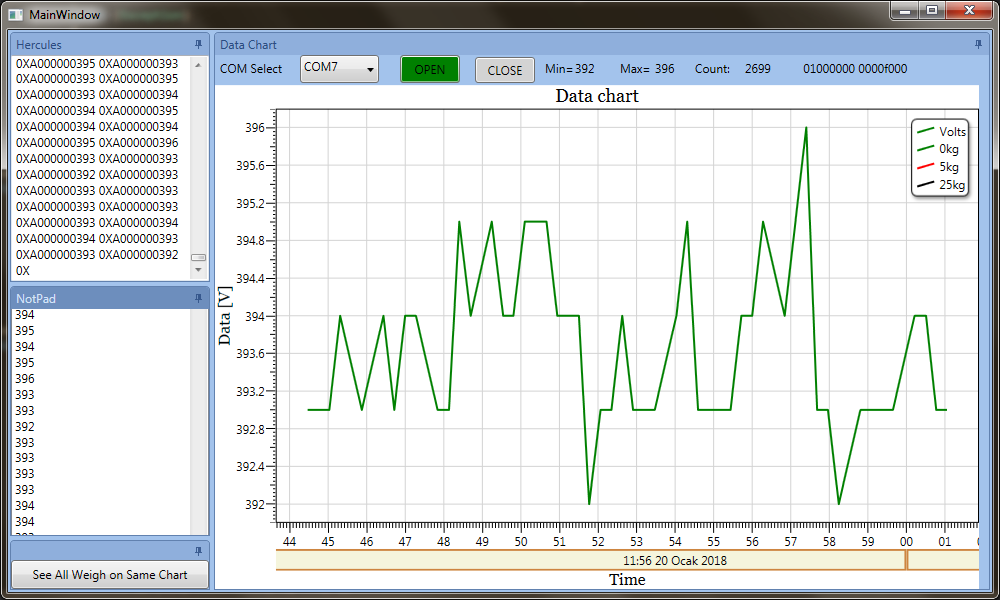 MainWindow
Hercules
0XA000000395 0XA000000393
0XA000000393 0XA000000395
0XA000000393 0XA000000394
0XA000000394 0XA000000395
0XA000000394 0XA000000394
0XA000000395 0XA000000396
0XA000000393 0XA000000393
0XA000000392 0XA000000393
0XA000000393 0XA000000393
0XA000000393 0XA000000393
0XA000000393 0XA000000394
0XA000000394 0XA000000393
0XA000000393 0XA000000392
0X
NotPad
394
395
394
395
396
393
393
392
393
393
393
393
394
394
See All Weigh on Same Chart
Data Chart
COM Select COM7 OPEN CLOSE Min= 392 Max= 396 Count: 2699 01000000 0000f000
Data chart
Volts
0kg
5kg
25kg
Data [V]
396
395.6
395.2
394.8
394.4
394
393.6
393.2
392.8
392.4
392
44 45 46 47 48 49 50 51 52 53 54 55 56 57 58 59 00 01
11:56 20 Ocak 2018
Time